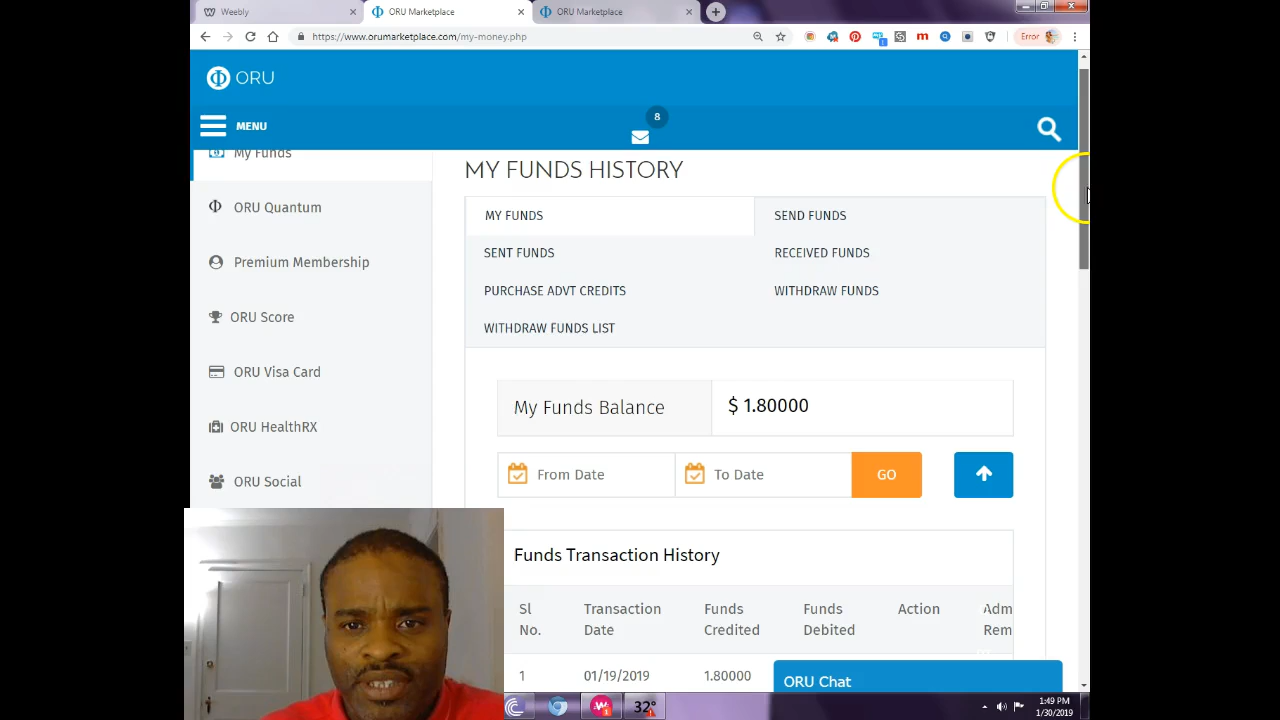 Weebly
ORU Marketplace
ORU Marketplace
https://www.orumarketplace.com/my-money.php
Error
ORU
8
MENU
My Funds
ORU Quantum
Premium Membership
ORU Score
ORU Visa Card
ORU HealthRX
ORU Social
MY FUNDS HISTORY
MY FUNDS
SEND FUNDS
SENT FUNDS
RECEIVED FUNDS
PURCHASE ADVT CREDITS
WITHDRAW FUNDS
WITHDRAW FUNDS LIST
My Funds Balance
$ 1.80000
From Date
To Date
GO
Funds Transaction History
Sl No.
Transaction Date
Funds Credited
Funds Debited
Action
Adm
Rem
1
01/19/2019
1.80000
ORU Chat
32°
1:49 PM
1/30/2019